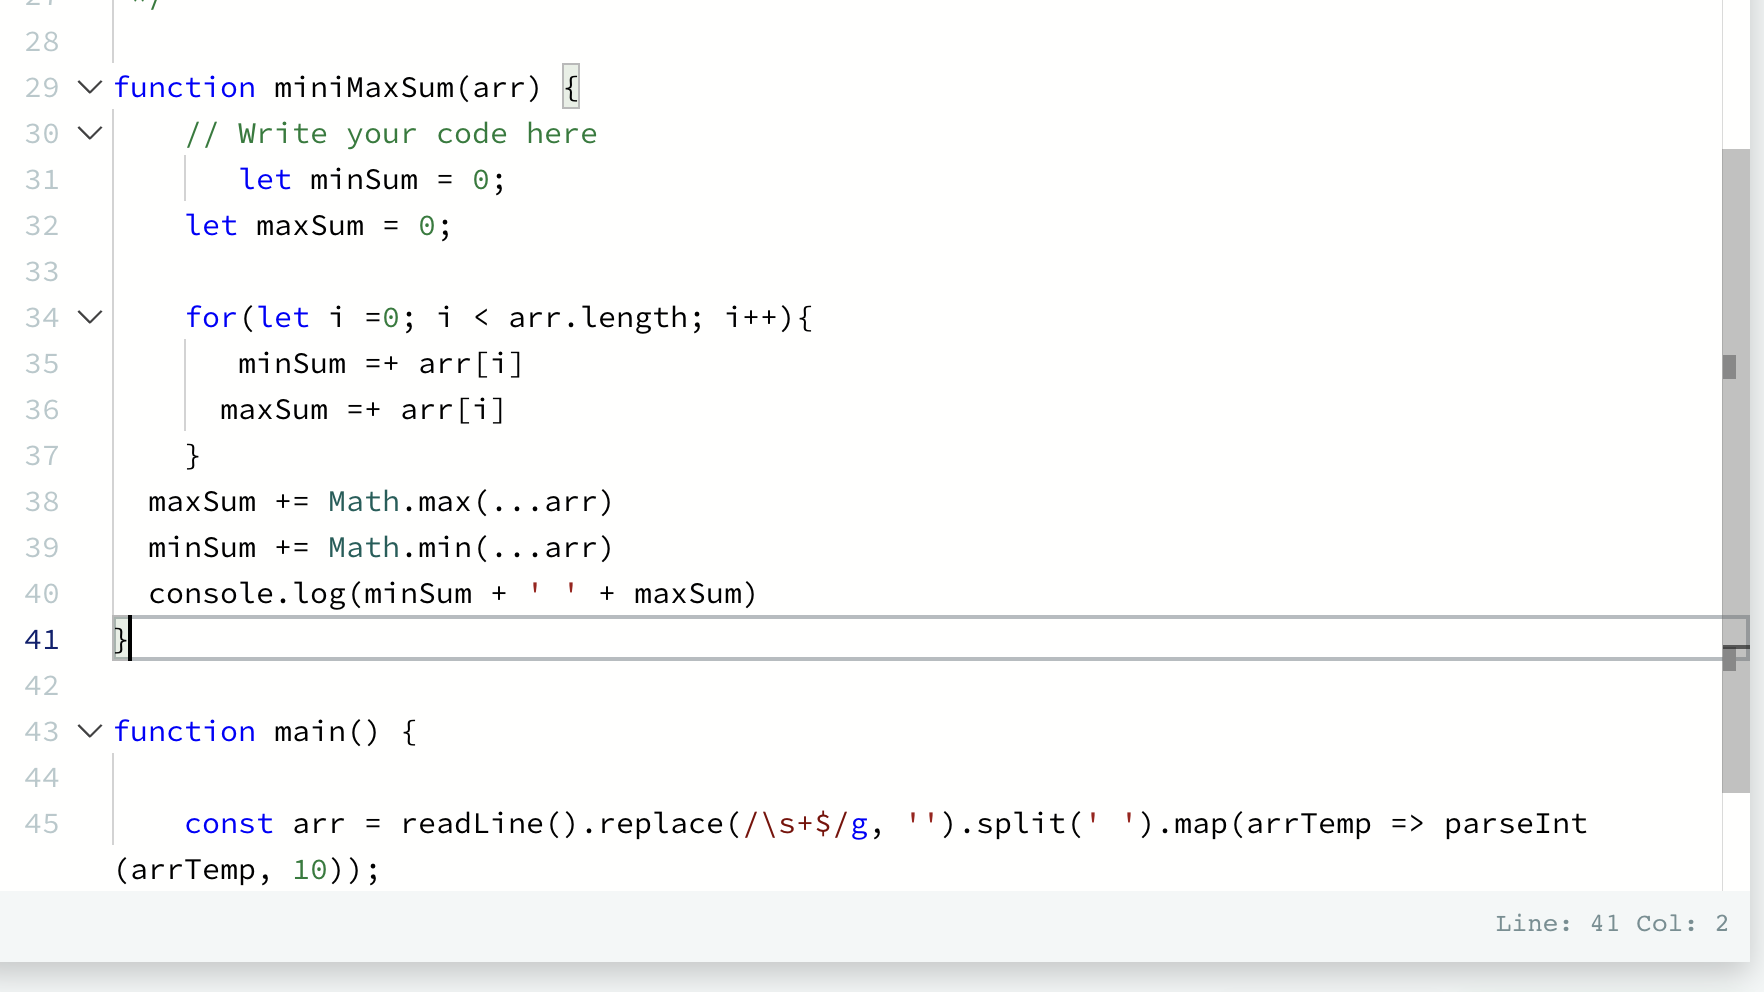 27 */
28
29 function miniMaxSum(arr) {
30 // Write your code here
31 let minSum = 0;
32 let maxSum = 0;
33
34 for(let i =0; i < arr.length; i++){
35 minSum =+ arr[i]
36 maxSum =+ arr[i]
37 }
38 maxSum += Math.max(...arr)
39 minSum += Math.min(...arr)
40 console.log(minSum + ' ' + maxSum)
41 }
42
43 function main() {
44
45 const arr = readLine().replace(/\s+$/g, '').split(' ').map(arrTemp => parseInt
(arrTemp, 10));
Line: 41 Col: 2